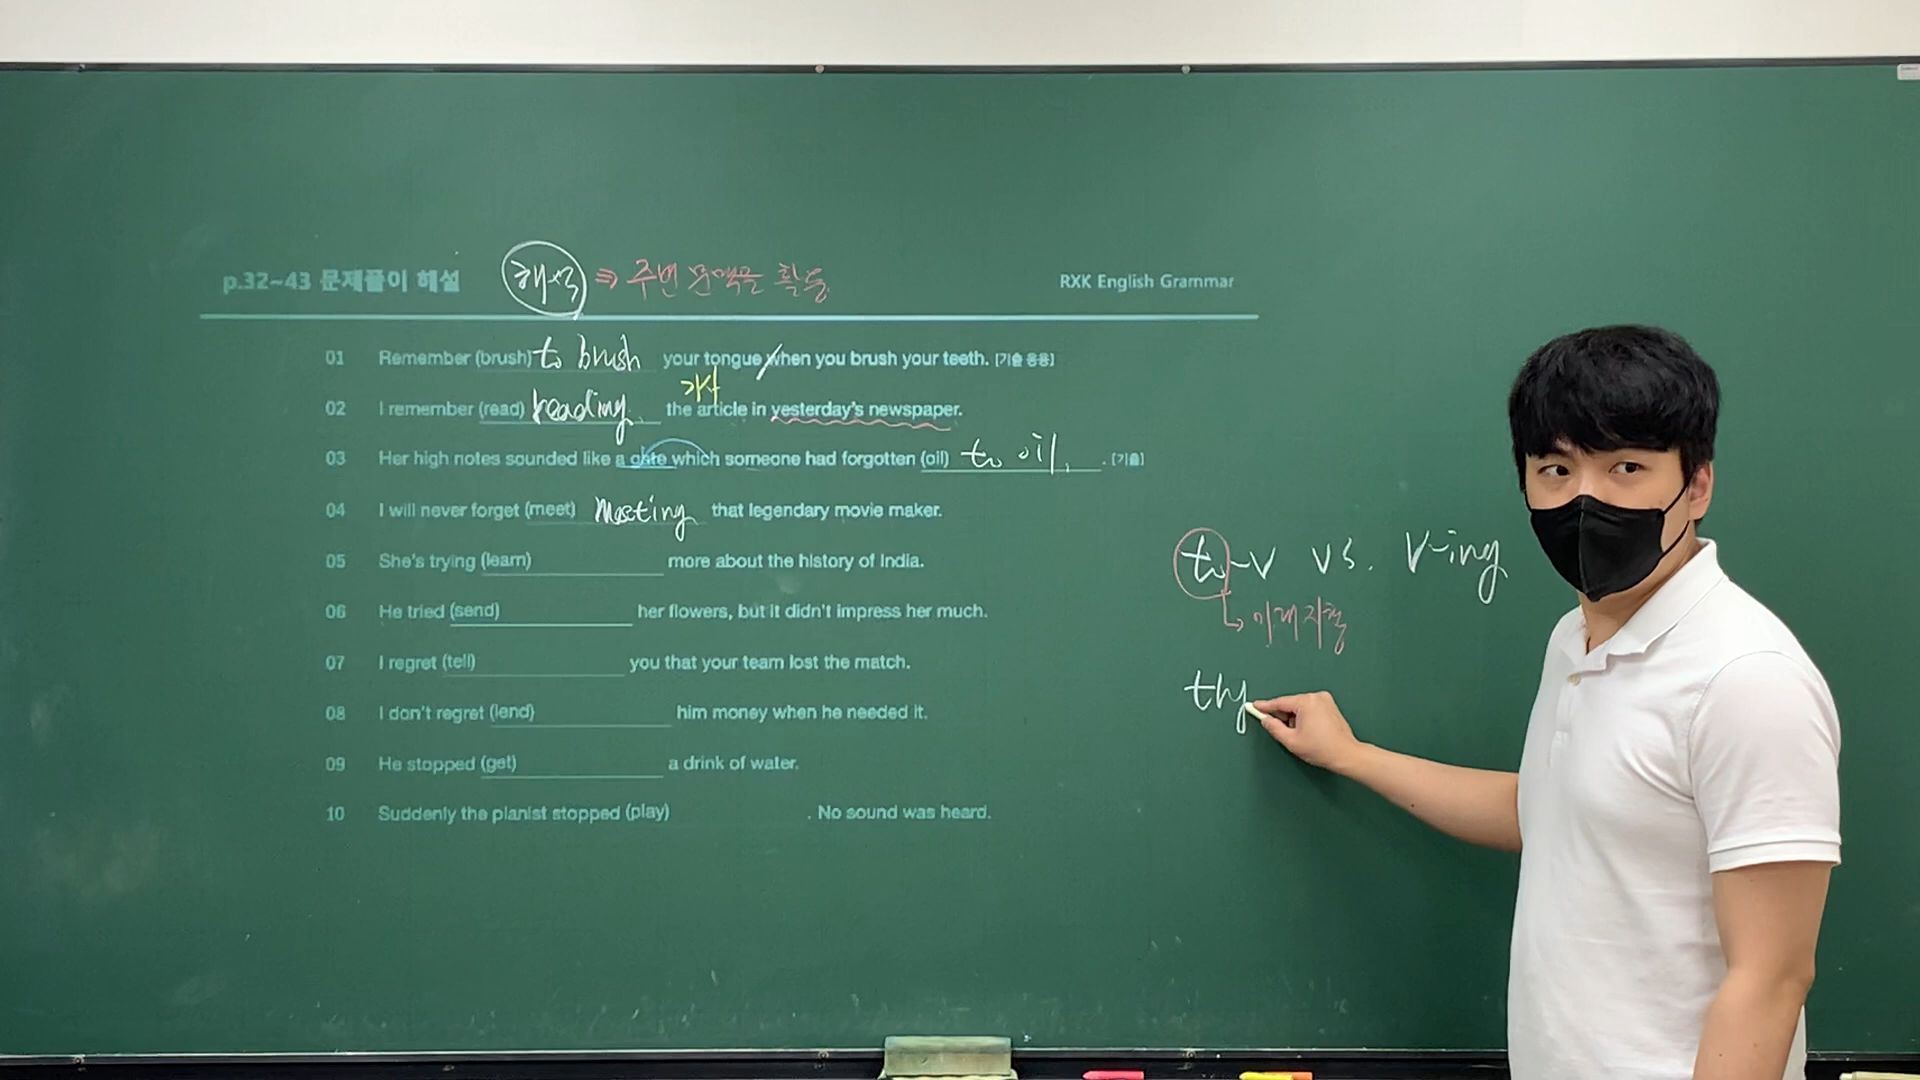 p.32~43 문제풀이 해설 해석 ⇒ 주변 문맥을 활용 RXK English Grammar
01 Remember (brush) to brush your tongue when you brush your teeth. [기출 응용]
기사
02 I remember (read) reading the article in yesterday's newspaper.
03 Her high notes sounded like a gate which someone had forgotten (oil) to oil. [기출]
04 I will never forget (meet) meeting that legendary movie maker.
05 She's trying (learn) more about the history of India.
06 He tried (send) her flowers, but it didn't impress her much.
07 I regret (tell) you that your team lost the match.
08 I don't regret (lend) him money when he needed it.
09 He stopped (get) a drink of water.
10 Suddenly the pianist stopped (play) . No sound was heard.
to-V vs. V-ing
↳ 미래지향
try